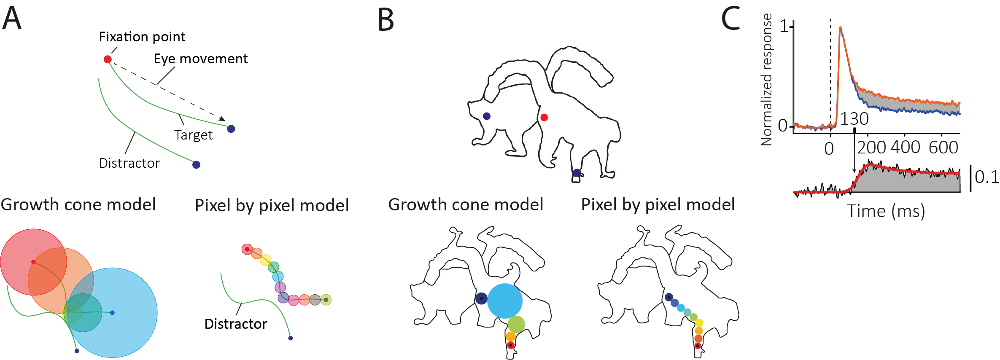 A
Fixation point
Eye movement
Target
Distractor
Growth cone model
Pixel by pixel model
Distractor
B
Growth cone model
Pixel by pixel model
C
Normalized response
1
0
130
0
200 400 600
0.1
Time (ms)